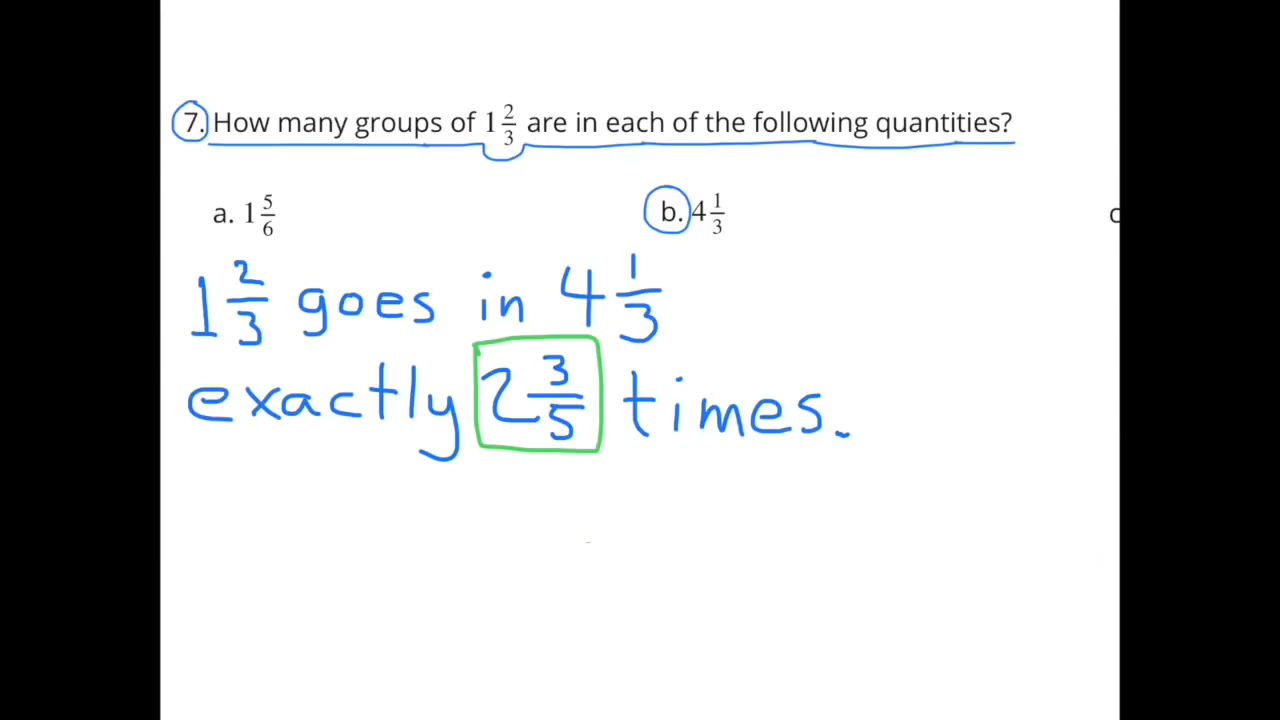 7. How many groups of 1 2/3 are in each of the following quantities?
a. 1 5/6 b. 4 1/3
1 2/3 goes in 4 1/3
exactly 2 3/5 times.